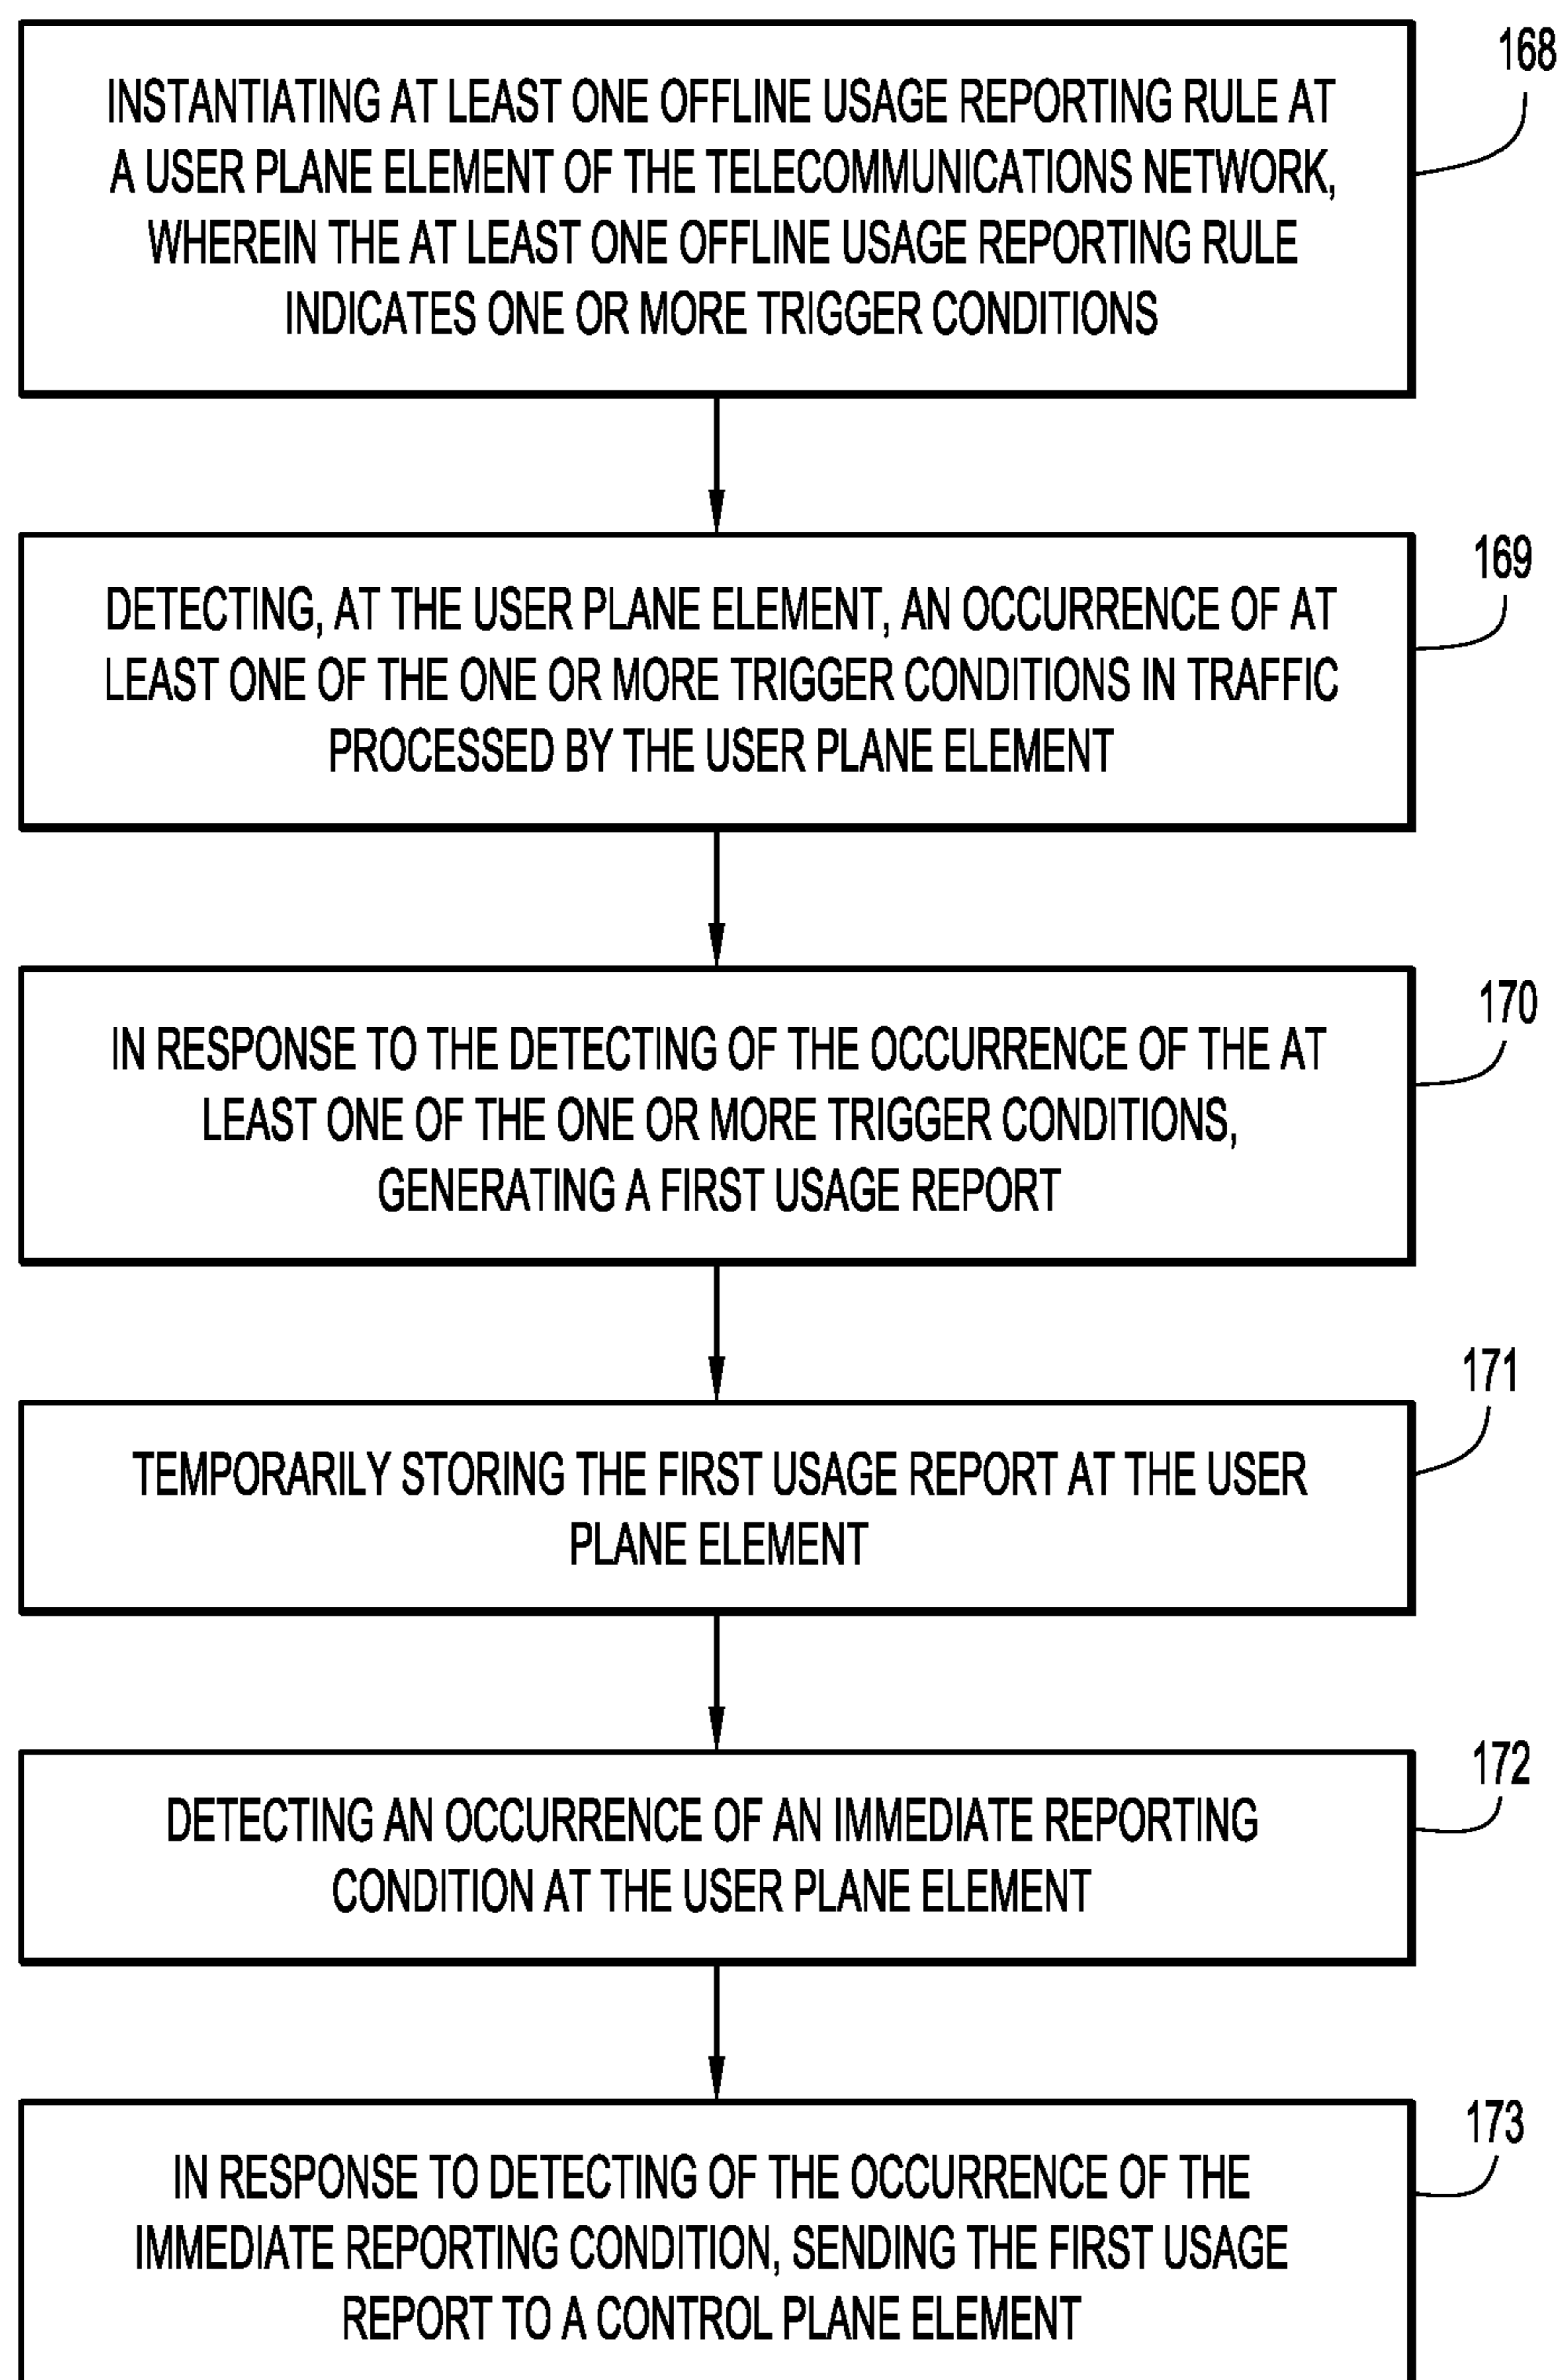 168
INSTANTIATING AT LEAST ONE OFFLINE USAGE REPORTING RULE AT
A USER PLANE ELEMENT OF THE TELECOMMUNICATIONS NETWORK,
WHEREIN THE AT LEAST ONE OFFLINE USAGE REPORTING RULE
INDICATES ONE OR MORE TRIGGER CONDITIONS
169
DETECTING, AT THE USER PLANE ELEMENT, AN OCCURRENCE OF AT
LEAST ONE OF THE ONE OR MORE TRIGGER CONDITIONS IN TRAFFIC
PROCESSED BY THE USER PLANE ELEMENT
170
IN RESPONSE TO THE DETECTING OF THE OCCURRENCE OF THE AT
LEAST ONE OF THE ONE OR MORE TRIGGER CONDITIONS,
GENERATING A FIRST USAGE REPORT
171
TEMPORARILY STORING THE FIRST USAGE REPORT AT THE USER
PLANE ELEMENT
172
DETECTING AN OCCURRENCE OF AN IMMEDIATE REPORTING
CONDITION AT THE USER PLANE ELEMENT
173
IN RESPONSE TO DETECTING OF THE OCCURRENCE OF THE
IMMEDIATE REPORTING CONDITION, SENDING THE FIRST USAGE
REPORT TO A CONTROL PLANE ELEMENT